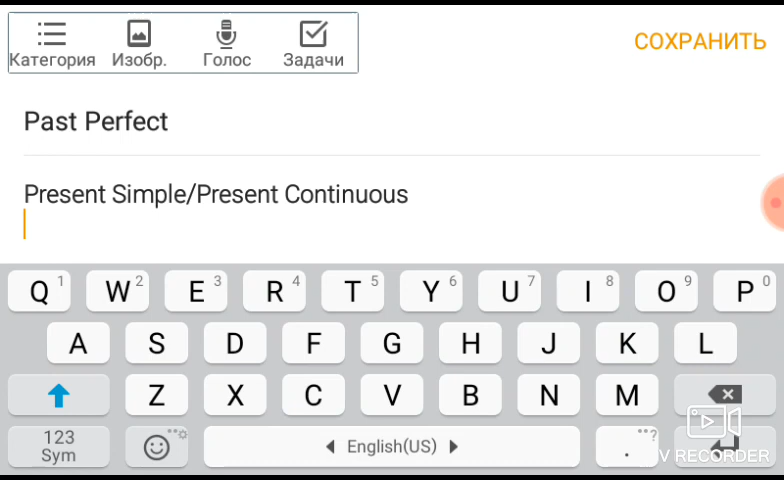 Категория Изобр. Голос Задачи
СОХРАНИТЬ
Past Perfect
Present Simple/Present Continuous
Q 1 W 2 E 3 R 4 T 5 Y 6 U 7 I 8 O 9 P 0
A S D F G H J K L
Z X C V B N M
123 Sym English(US) . ?
V RECORDER